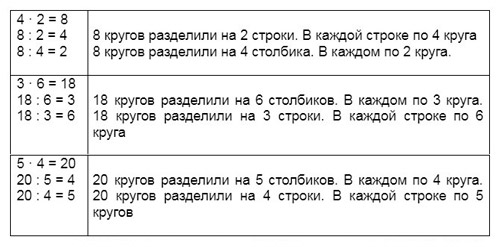 4 · 2 = 8
8 : 2 = 4 8 кругов разделили на 2 строки. В каждой строке по 4 круга
8 : 4 = 2 8 кругов разделили на 4 столбика. В каждом по 2 круга.
3 · 6 = 18
18 : 6 = 3 18 кругов разделили на 6 столбиков. В каждом по 3 круга.
18 : 3 = 6 18 кругов разделили на 3 строки. В каждой строке по 6
круга
5 · 4 = 20
20 : 5 = 4 20 кругов разделили на 5 столбиков. В каждом по 4 круга.
20 : 4 = 5 20 кругов разделили на 4 строки. В каждой строке по 5
кругов